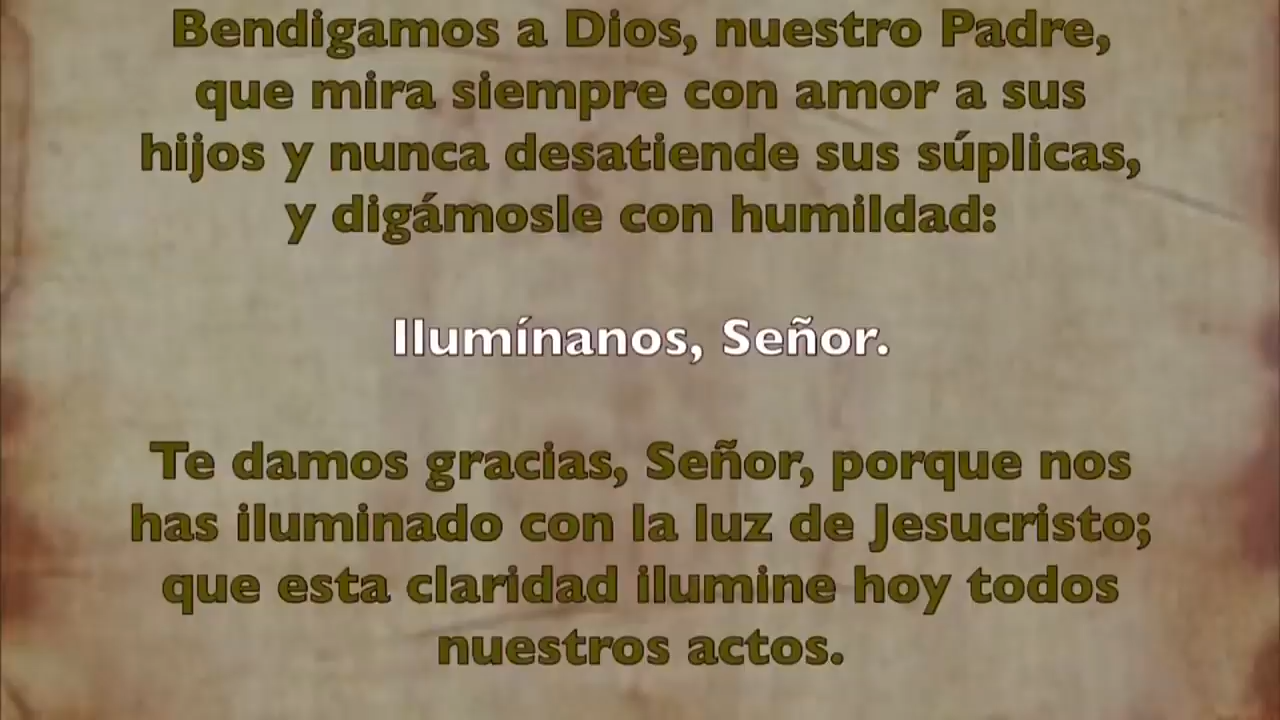 Bendigamos a Dios, nuestro Padre,
que mira siempre con amor a sus
hijos y nunca desatiende sus súplicas,
y digámosle con humildad:
Ilumínanos, Señor.
Te damos gracias, Señor, porque nos
has iluminado con la luz de Jesucristo;
que esta claridad ilumine hoy todos
nuestros actos.